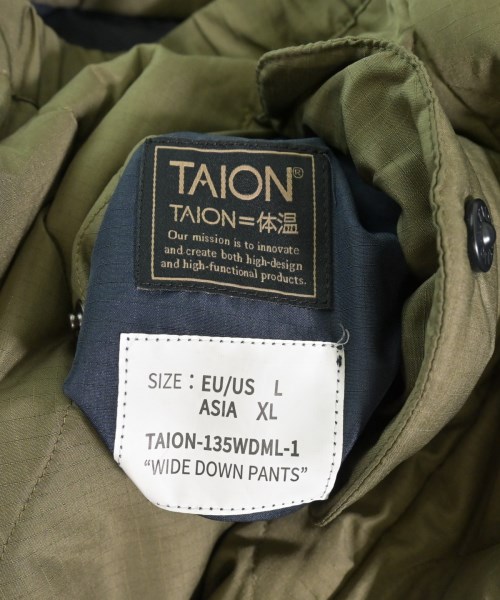 TAION®
TAION=体温
Our mission is to innovate
and create both high-design
and high-functional products.
SIZE : EU/US L
ASIA XL
TAION-135WDML-1
“WIDE DOWN PANTS”